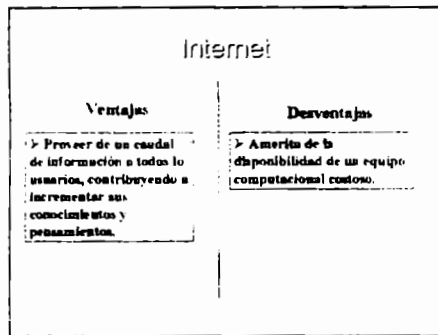 Internet
Ventajas
➢ Proveer de un caudal
de información a todos lo
usuarios, contribuyendo a
incrementar sus
conocimientos y
pensamientos.
Desventajas
➢ Amerita de la
disponibilidad de un equipo
computacional costoso.